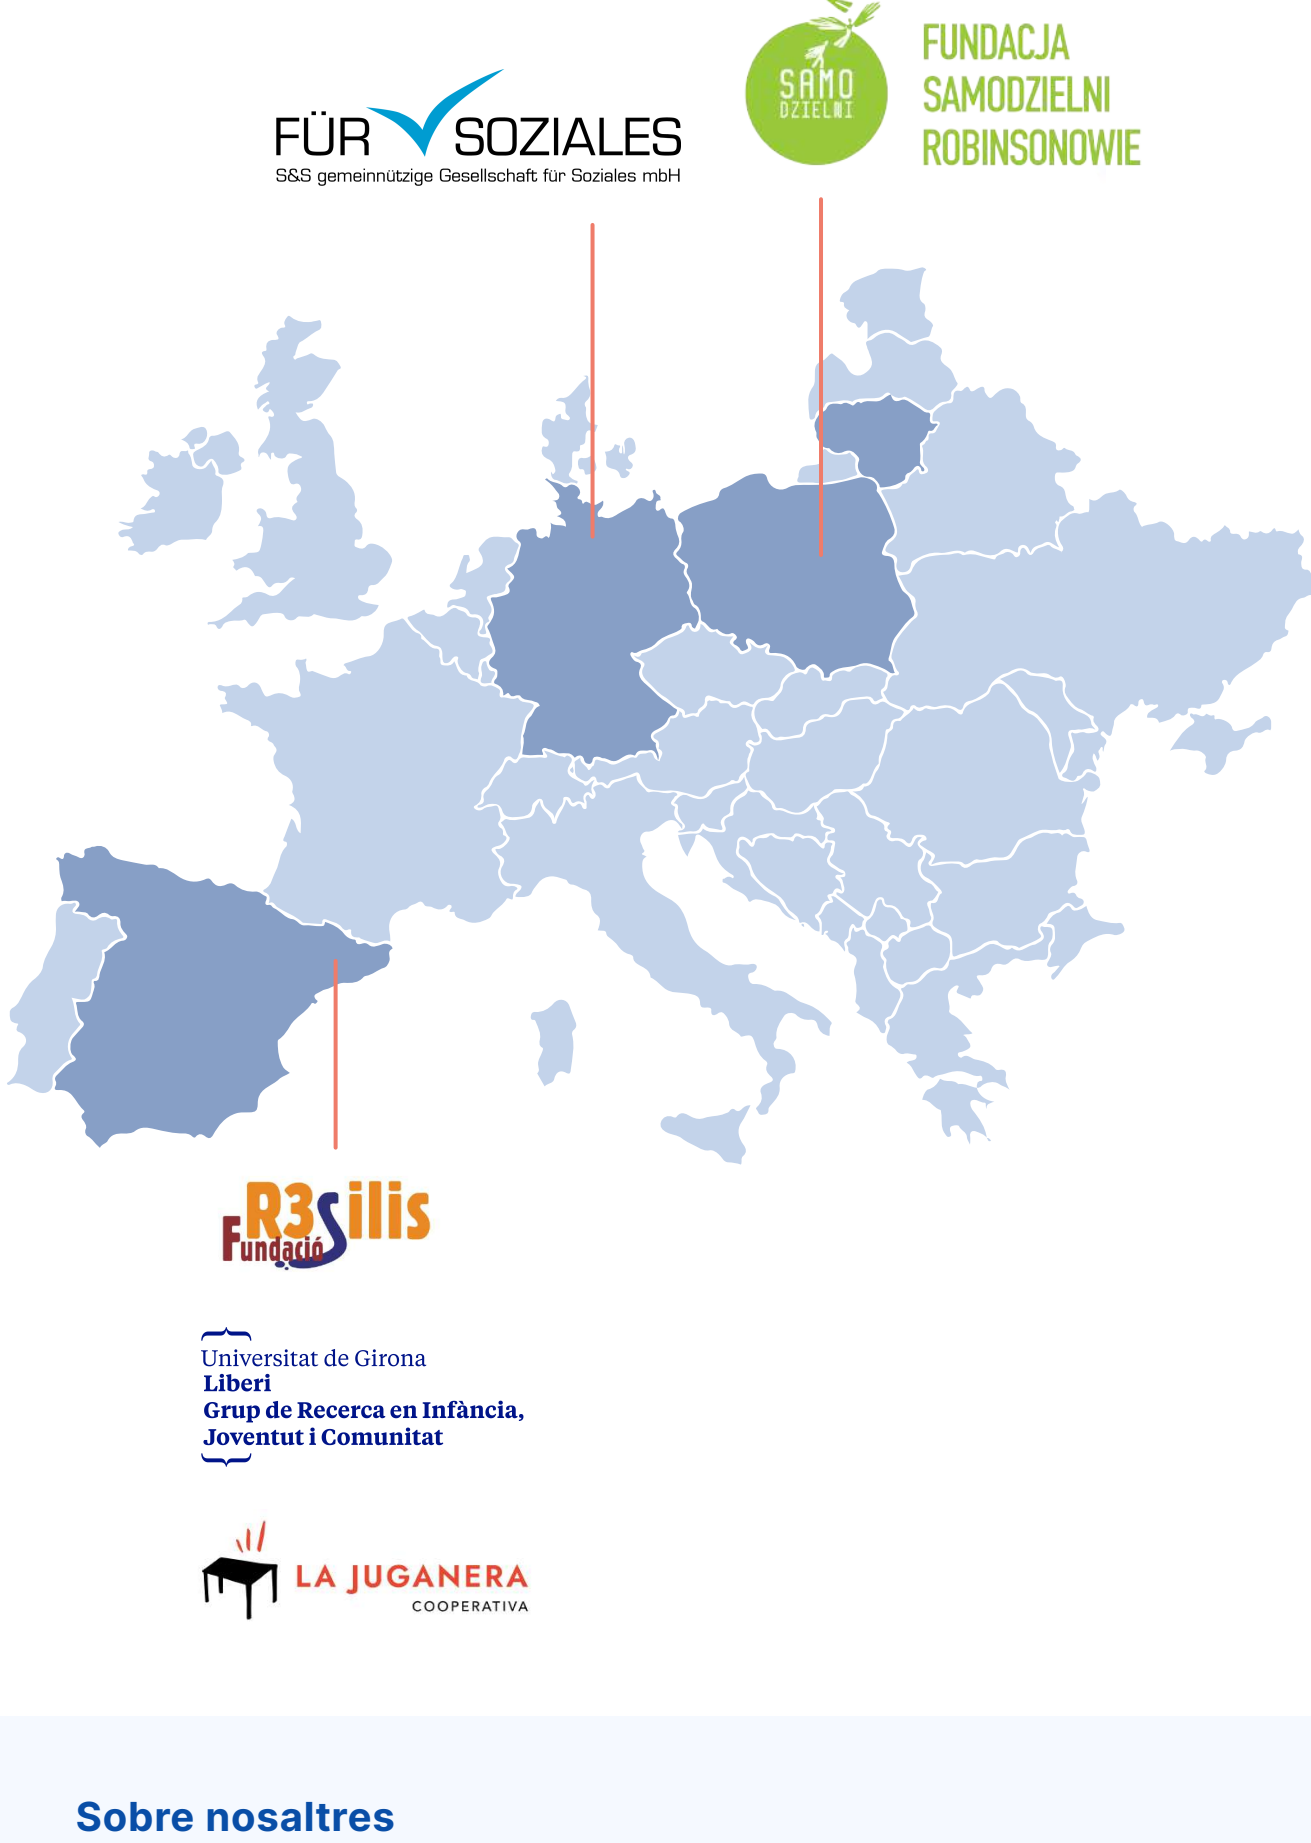 FÜR SOZIALES
S&S gemeinnützige Gesellschaft für Soziales mbH
SAMO
DZIELNI
FUNDACJA
SAMODZIELNI
ROBINSONOWIE
R3silis
Fundació
Universitat de Girona
Liberi
Grup de Recerca en Infància,
Joventut i Comunitat
LA JUGANERA
COOPERATIVA
Sobre nosaltres